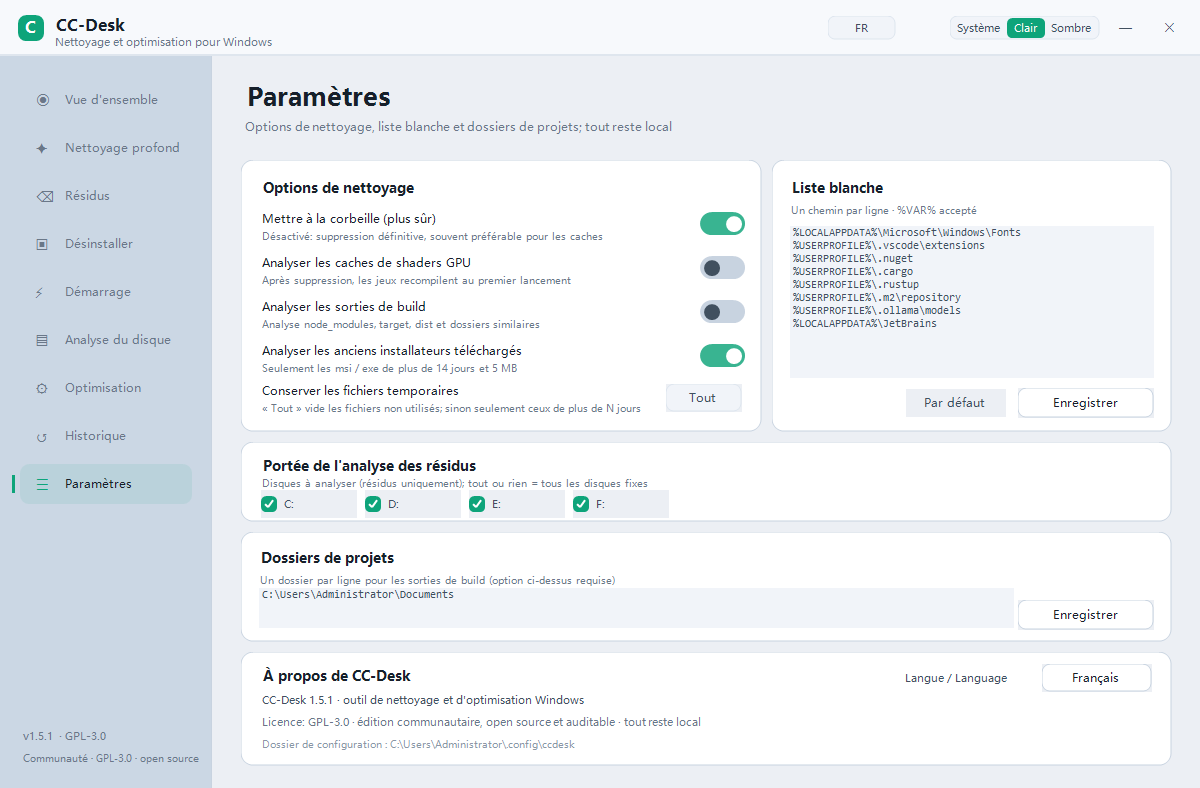 C
CC-Desk
Nettoyage et optimisation pour Windows
FR
Système
Clair
Sombre
Vue d'ensemble
Nettoyage profond
Résidus
Désinstaller
Démarrage
Analyse du disque
Optimisation
Historique
Paramètres
v1.5.1 · GPL-3.0
Communauté · GPL-3.0 · open source
Paramètres
Options de nettoyage, liste blanche et dossiers de projets; tout reste local
Options de nettoyage
Mettre à la corbeille (plus sûr)
Désactivé: suppression définitive, souvent préférable pour les caches
Analyser les caches de shaders GPU
Après suppression, les jeux recompilent au premier lancement
Analyser les sorties de build
Analyse node_modules, target, dist et dossiers similaires
Analyser les anciens installateurs téléchargés
Seulement les msi / exe de plus de 14 jours et 5 MB
Conserver les fichiers temporaires
« Tout » vide les fichiers non utilisés; sinon seulement ceux de plus de N jours
Tout
Liste blanche
Un chemin par ligne · %VAR% accepté
%LOCALAPPDATA%\Microsoft\Windows\Fonts
%USERPROFILE%\.vscode\extensions
%USERPROFILE%\.nuget
%USERPROFILE%\.cargo
%USERPROFILE%\.rustup
%USERPROFILE%\.m2\repository
%USERPROFILE%\.ollama\models
%LOCALAPPDATA%\JetBrains
Par défaut
Enregistrer
Portée de l'analyse des résidus
Disques à analyser (résidus uniquement); tout ou rien = tous les disques fixes
C:
D:
E:
F:
Dossiers de projets
Un dossier par ligne pour les sorties de build (option ci-dessus requise)
C:\Users\Administrator\Documents
Enregistrer
À propos de CC-Desk
Langue / Language
Français
CC-Desk 1.5.1 · outil de nettoyage et d'optimisation Windows
Licence: GPL-3.0 · édition communautaire, open source et auditable · tout reste local
Dossier de configuration : C:\Users\Administrator\.config\ccdesk